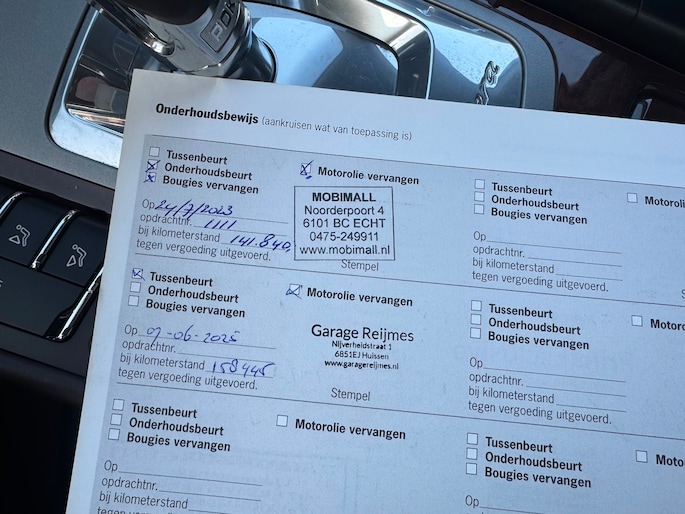 Onderhoudsbewijs (aankruisen wat van toepassing is)
Tussenbeurt
Onderhoudsbeurt
Bougies vervangen
Motorolie vervangen
Op 24/7/2023
opdrachtnr. 1111
bij kilometerstand 141.840,
tegen vergoeding uitgevoerd.
MOBIMALL
Noorderpoort 4
6101 BC ECHT
0475-249911
www.mobimall.nl
Stempel
Tussenbeurt
Onderhoudsbeurt
Bougies vervangen
Motoroli
Op
opdrachtnr.
bij kilometerstand
tegen vergoeding uitgevoerd.
Tussenbeurt
Onderhoudsbeurt
Bougies vervangen
Motorolie vervangen
Op
-06-2025
opdrachtnr.
bij kilometerstand 159445
tegen vergoeding uitgevoerd.
Garage Reijmes
Nijverheidstraat 1
6851EJ Huissen
www.garagereijmes.nl
Stempel
Tussenbeurt
Onderhoudsbeurt
Bougies vervangen
Motor
Op
opdrachtnr.
bij kilometerstand
tegen vergoeding uitgevoerd.
Tussenbeurt
Onderhoudsbeurt
Bougies vervangen
Motorolie vervangen
Op
opdrachtnr.
bij kilometerstand
Tussenbeurt
Onderhoudsbeurt
Bougies vervangen
Moto
Op